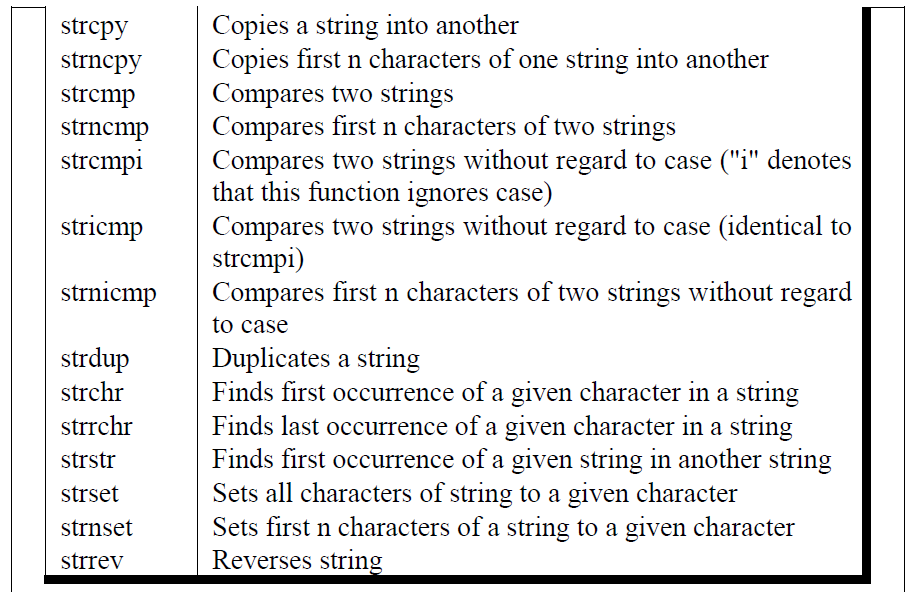 strcpy Copies a string into another
strncpy Copies first n characters of one string into another
strcmp Compares two strings
strncmp Compares first n characters of two strings
strcmpi Compares two strings without regard to case ("i" denotes
that this function ignores case)
stricmp Compares two strings without regard to case (identical to
strcmpi)
strnicmp Compares first n characters of two strings without regard
to case
strdup Duplicates a string
strchr Finds first occurrence of a given character in a string
strrchr Finds last occurrence of a given character in a string
strstr Finds first occurrence of a given string in another string
strset Sets all characters of string to a given character
strnset Sets first n characters of a string to a given character
strrev Reverses string